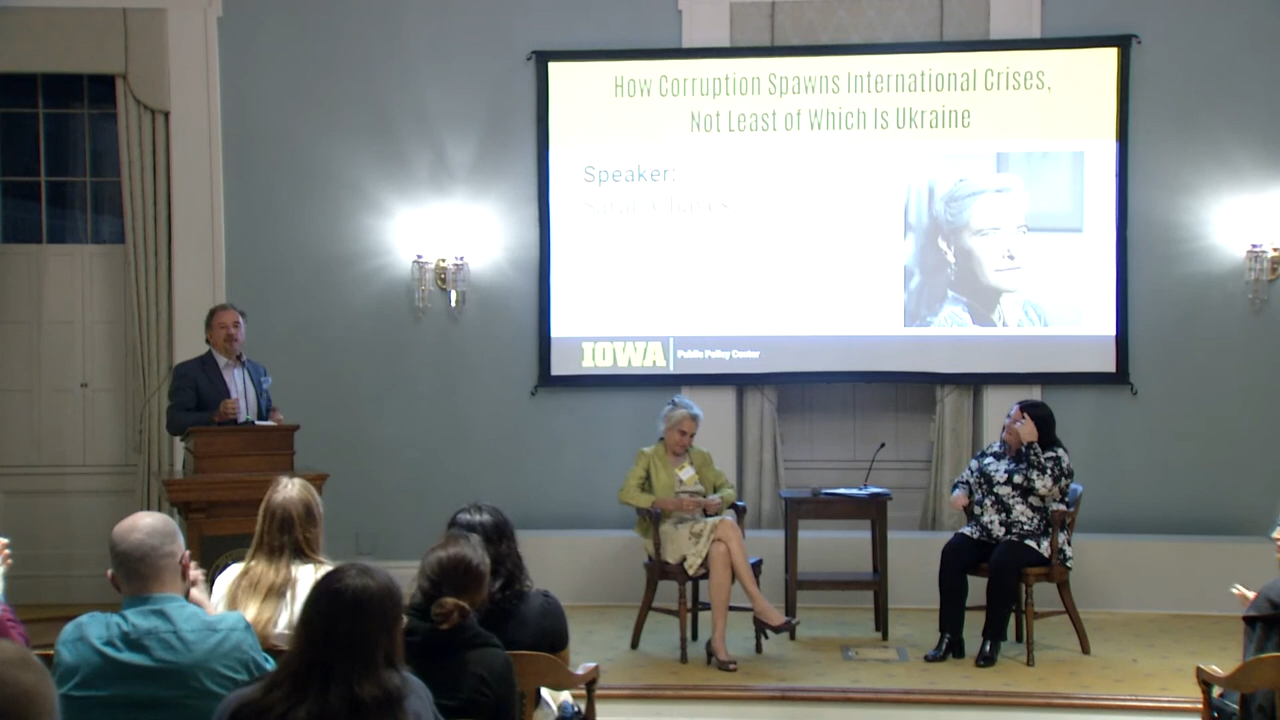 How Corruption Spawns International Crises,
Not Least of Which Is Ukraine
Speaker:
IOWA Public Policy Center